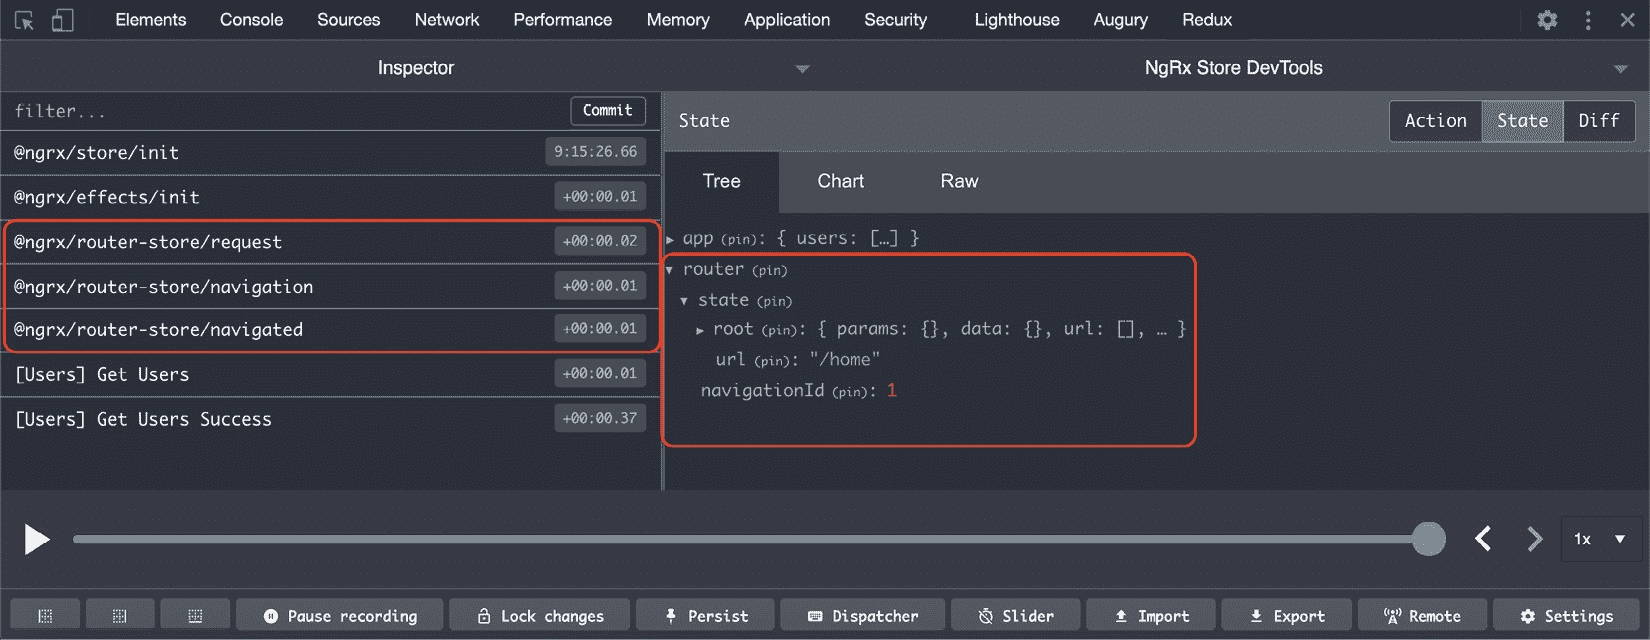 Elements Console Sources Network Performance Memory Application Security Lighthouse Augury Redux
Inspector
NgRx Store DevTools
filter... Commit
@ngrx/store/init 9:15:26.66
@ngrx/effects/init +00:00.01
@ngrx/router-store/request +00:00.02
@ngrx/router-store/navigation +00:00.01
@ngrx/router-store/navigated +00:00.01
[Users] Get Users +00:00.01
[Users] Get Users Success +00:00.37
State Action State Diff
Tree Chart Raw
app (pin): { users: […] }
router (pin)
state (pin)
root (pin): { params: {}, data: {}, url: [], … }
url (pin): "/home"
navigationId (pin): 1
1x
Pause recording Lock changes Persist Dispatcher Slider Import Export Remote Settings